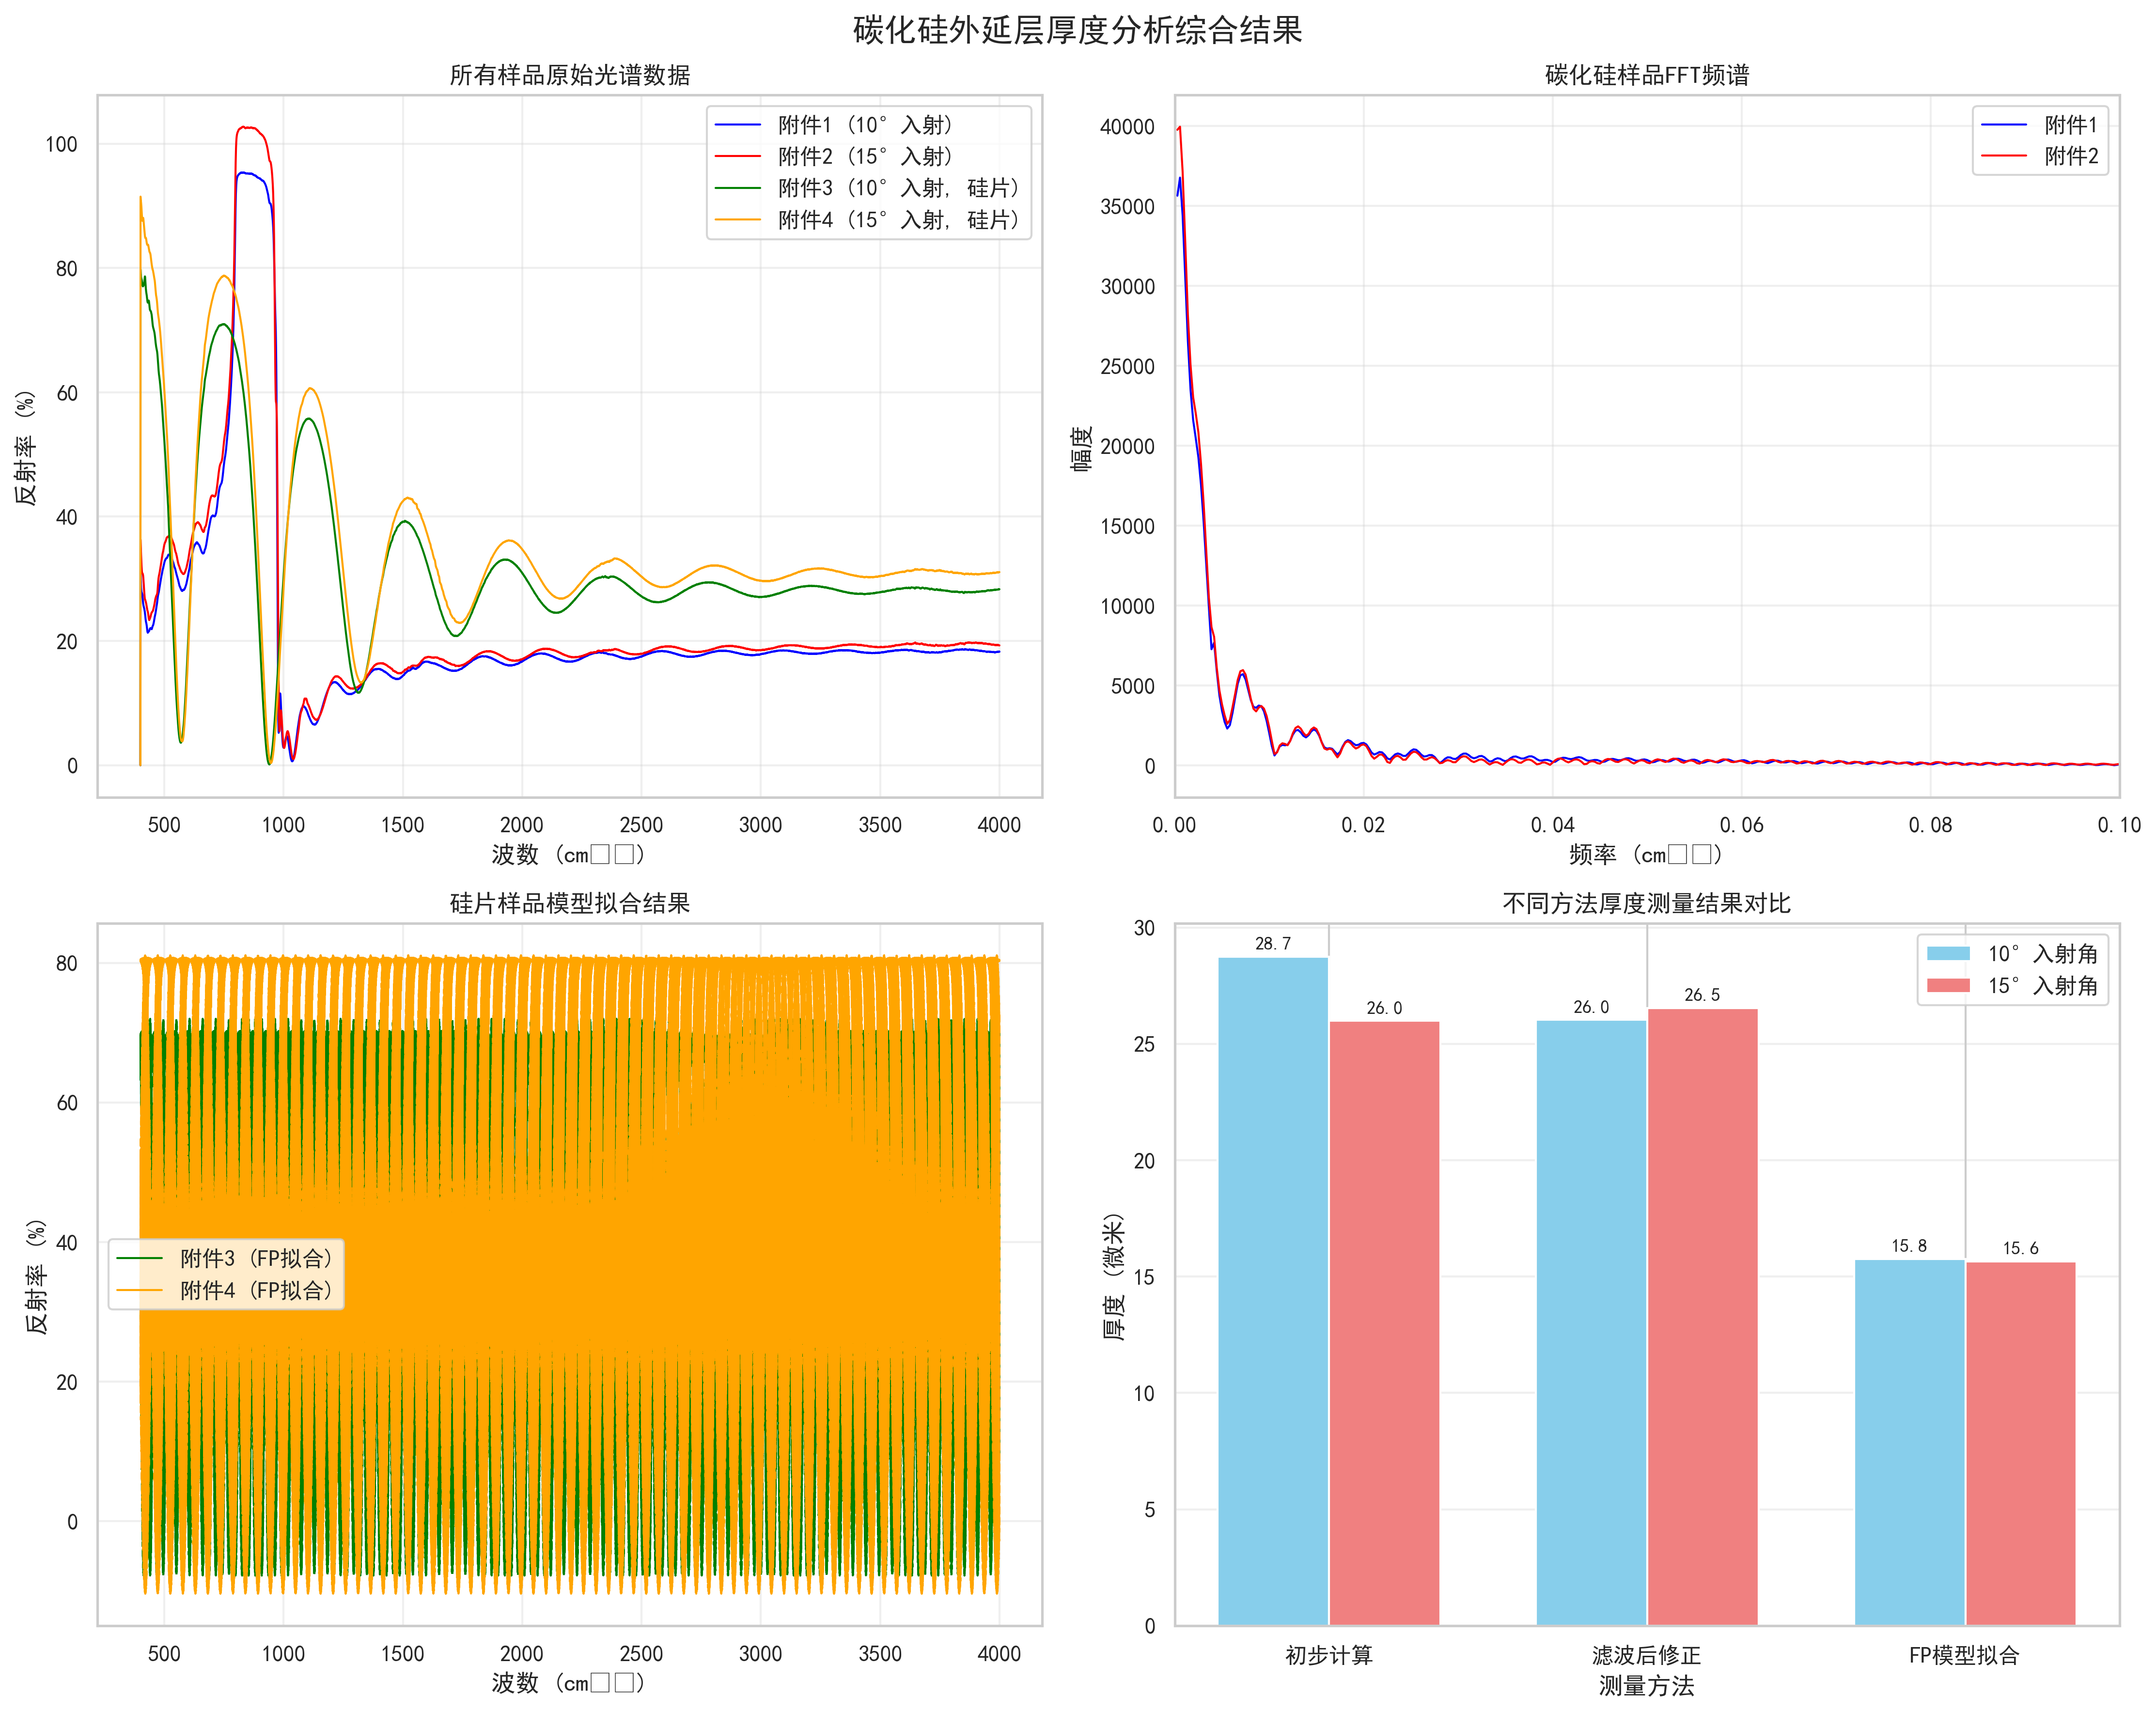 碳化硅外延层厚度分析综合结果
所有样品原始光谱数据
附件1 (10° 入射)
附件2 (15° 入射)
附件3 (10° 入射, 硅片)
附件4 (15° 入射, 硅片)
反射率 (%)
100
80
60
40
20
0
500 1000 1500 2000 2500 3000 3500 4000
波数 (cm□□)
碳化硅样品FFT频谱
附件1
附件2
幅度
40000
35000
30000
25000
20000
15000
10000
5000
0
0.00 0.02 0.04 0.06 0.08 0.10
频率 (cm□□)
硅片样品模型拟合结果
附件3 (FP拟合)
附件4 (FP拟合)
反射率 (%)
80
60
40
20
0
500 1000 1500 2000 2500 3000 3500 4000
波数 (cm□□)
不同方法厚度测量结果对比
10° 入射角
15° 入射角
厚度 (微米)
30
25
20
15
10
5
0
28.7
26.0
26.0
26.5
15.8
15.6
初步计算 滤波后修正 FP模型拟合
测量方法